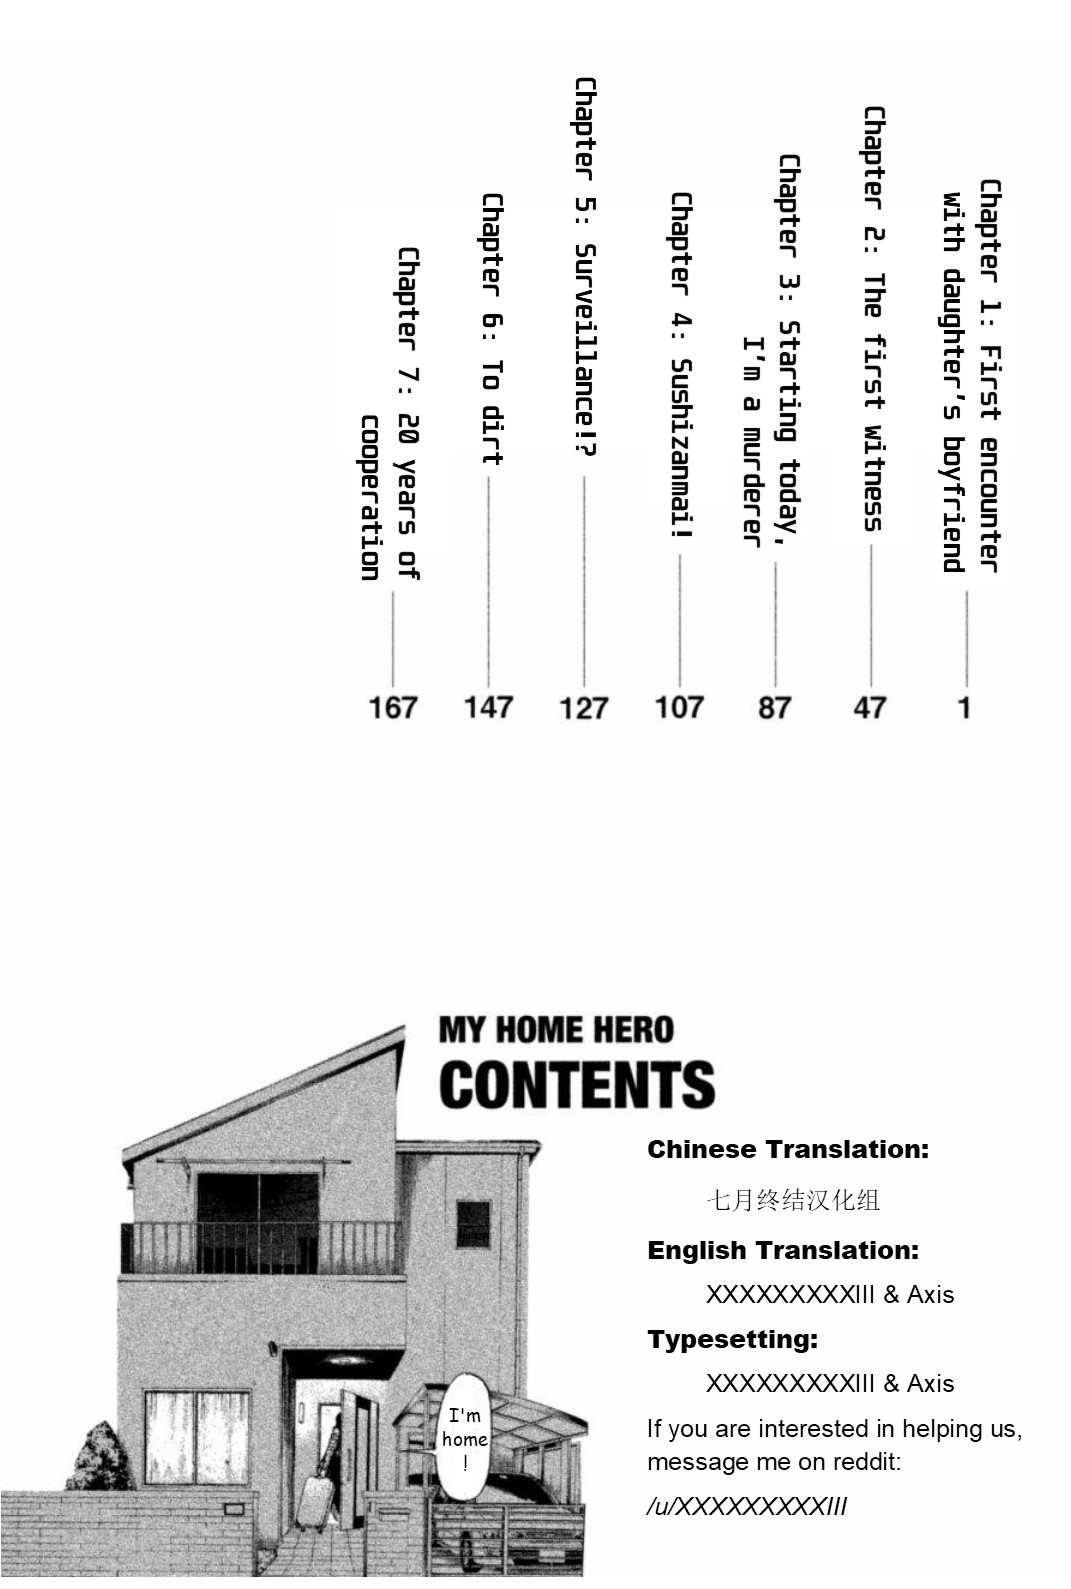 Chapter 1: First encounter
with daughter's boyfriend
1
Chapter 2: The first witness
47
Chapter 3: Starting today,
I'm a murderer
87
Chapter 4: Sushizanmai!
107
Chapter 5: Surveillance!?
127
Chapter 6: To dirt
147
Chapter 7: 20 years of
cooperation
167
MY HOME HERO
CONTENTS
Chinese Translation:
七月终结汉化组
English Translation:
XXXXXXXXXIII & Axis
Typesetting:
XXXXXXXXXIII & Axis
If you are interested in helping us,
message me on reddit:
/u/XXXXXXXXXIII
I'm
home
!